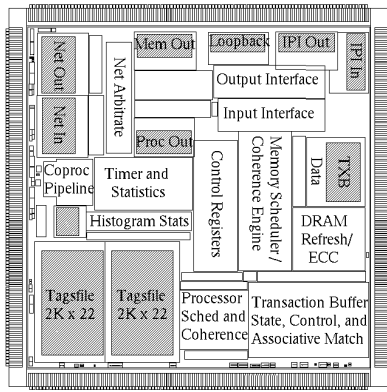 Net Out
Mem Out
Loopback
IPI Out
IPI In
Net Arbitrate
Output Interface
Net In
Input Interface
Proc Out
Coproc
Pipeline
Timer and
Statistics
Control Registers
Memory Scheduler/
Coherence Engine
Data
TXB
Histogram Stats
DRAM
Refresh/
ECC
Tagsfile
2K x 22
Tagsfile
2K x 22
Processor
Sched and
Coherence
Transaction Buffer
State, Control, and
Associative Match